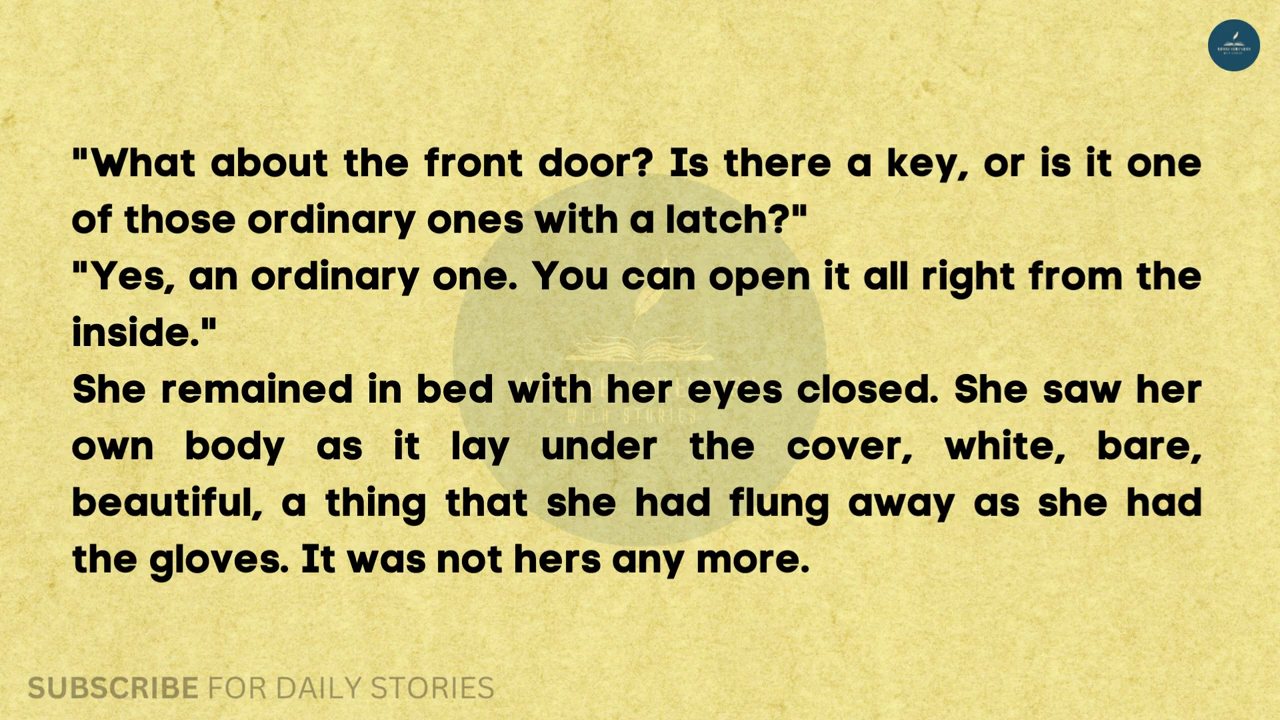 "What about the front door? Is there a key, or is it one
of those ordinary ones with a latch?"
"Yes, an ordinary one. You can open it all right from the
inside."
She remained in bed with her eyes closed. She saw her
own body as it lay under the cover, white, bare,
beautiful, a thing that she had flung away as she had
the gloves. It was not hers any more.
SUBSCRIBE FOR DAILY STORIES